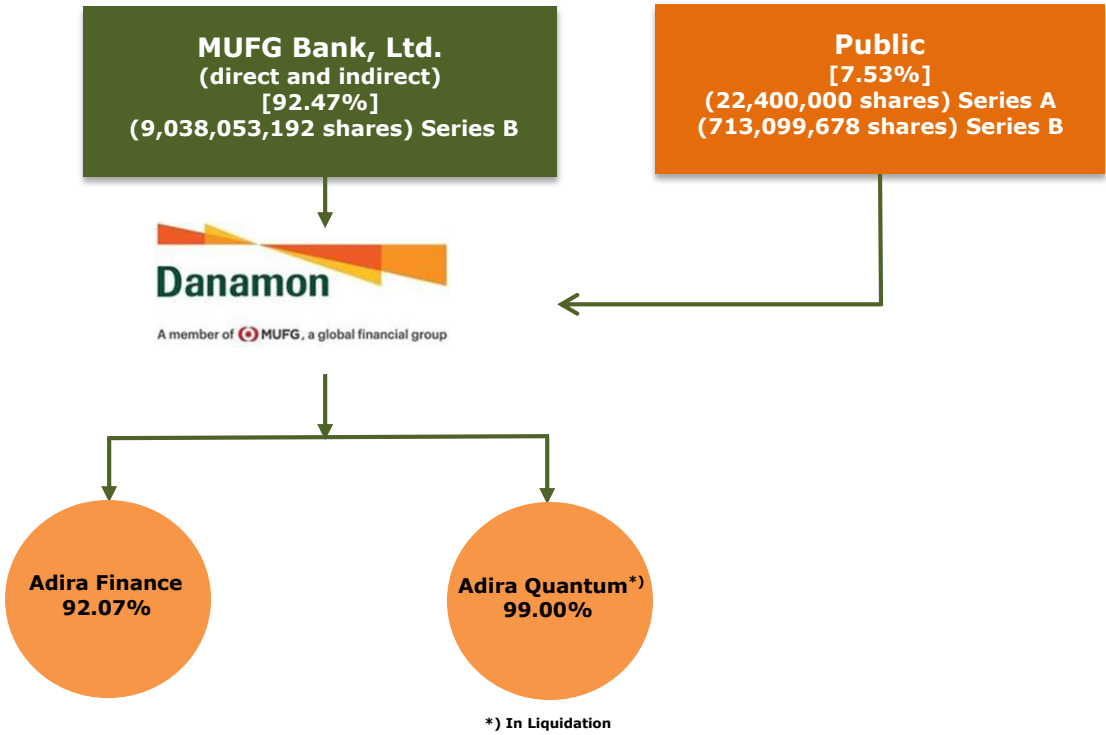 MUFG Bank, Ltd.
(direct and indirect)
[92.47%]
(9,038,053,192 shares) Series B
Public
[7.53%]
(22,400,000 shares) Series A
(713,099,678 shares) Series B
Danamon
A member of MUFG, a global financial group
Adira Finance
92.07%
Adira Quantum*)
99.00%
*) In Liquidation